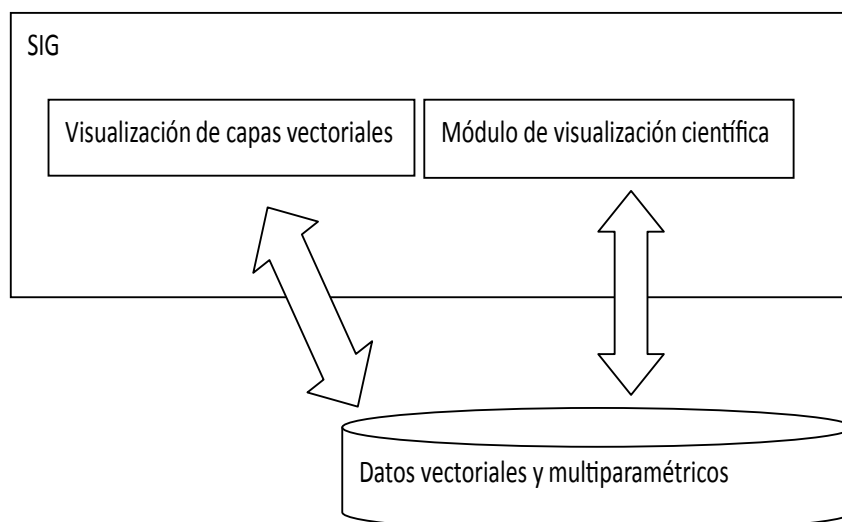 SIG
Visualización de capas vectoriales
Módulo de visualización científica
Datos vectoriales y multiparamétricos